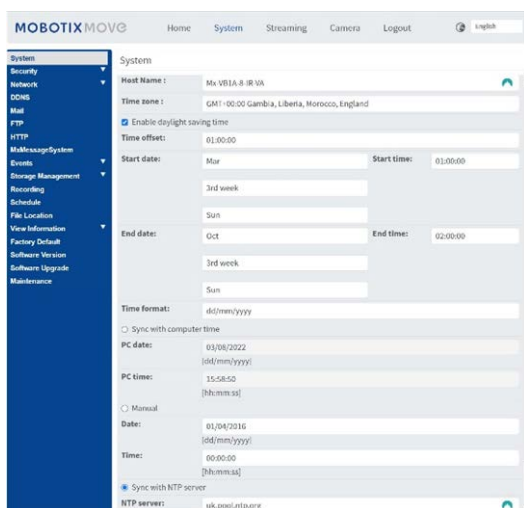 MOBOTIX MOVE Home System Streaming Camera Logout English
System
Security
Network
DDNS
Mail
FTP
HTTP
MxMessageSystem
Events
Storage Management
Recording
Schedule
File Location
View Information
Factory Default
Software Version
Software Upgrade
Maintenance
System
Host Name : Mx-VB1A-8-IR-VA
Time zone : GMT+00:00 Gambia, Liberia, Morocco, England
Enable daylight saving time
Time offset: 01:00:00
Start date: Mar Start time: 01:00:00
3rd week
Sun
End date: Oct End time: 02:00:00
3rd week
Sun
Time format: dd/mm/yyyy
Sync with computer time
PC date: 03/08/2022
[dd/mm/yyyy]
PC time: 15:58:50
[hh:mm:ss]
Manual
Date: 01/04/2016
[dd/mm/yyyy]
Time: 00:00:00
[hh:mm:ss]
Sync with NTP server
NTP server: uk.pool.ntp.org